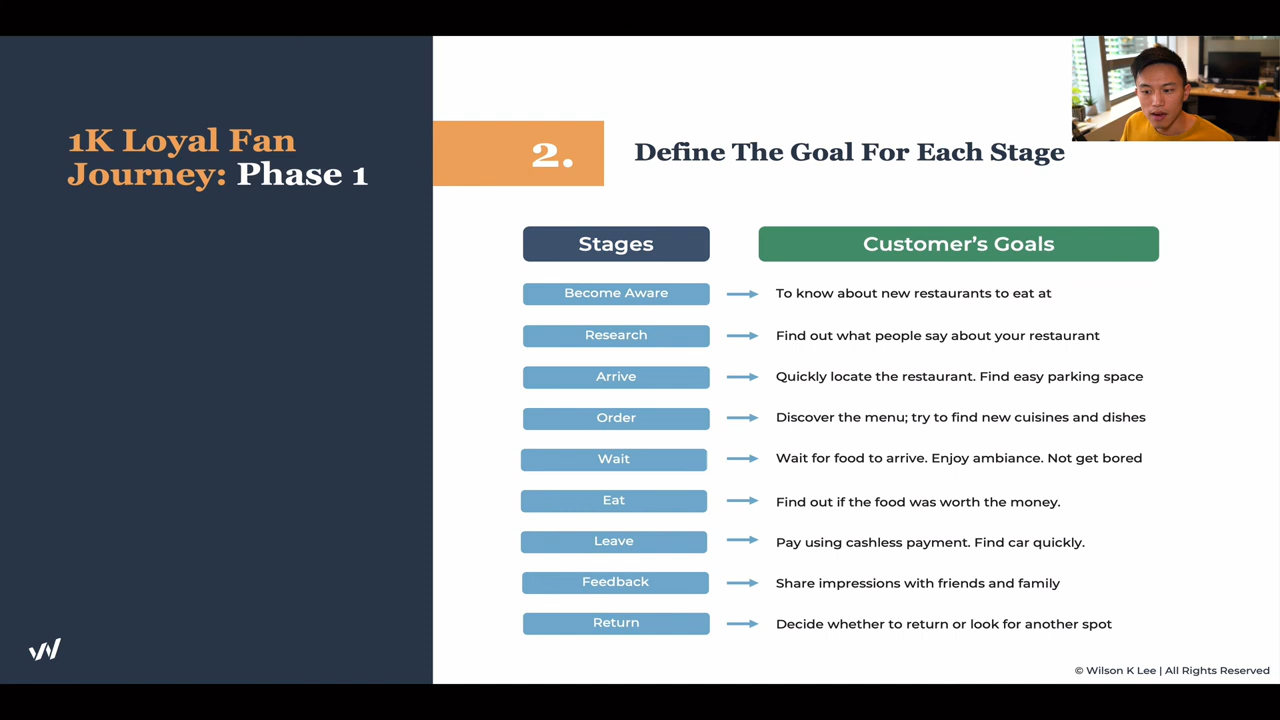 1K Loyal Fan
Journey: Phase 1
2.
Define The Goal For Each Stage
Stages
Customer's Goals
Become Aware
To know about new restaurants to eat at
Research
Find out what people say about your restaurant
Arrive
Quickly locate the restaurant. Find easy parking space
Order
Discover the menu; try to find new cuisines and dishes
Wait
Wait for food to arrive. Enjoy ambiance. Not get bored
Eat
Find out if the food was worth the money.
Leave
Pay using cashless payment. Find car quickly.
Feedback
Share impressions with friends and family
Return
Decide whether to return or look for another spot
© Wilson K Lee | All Rights Reserved